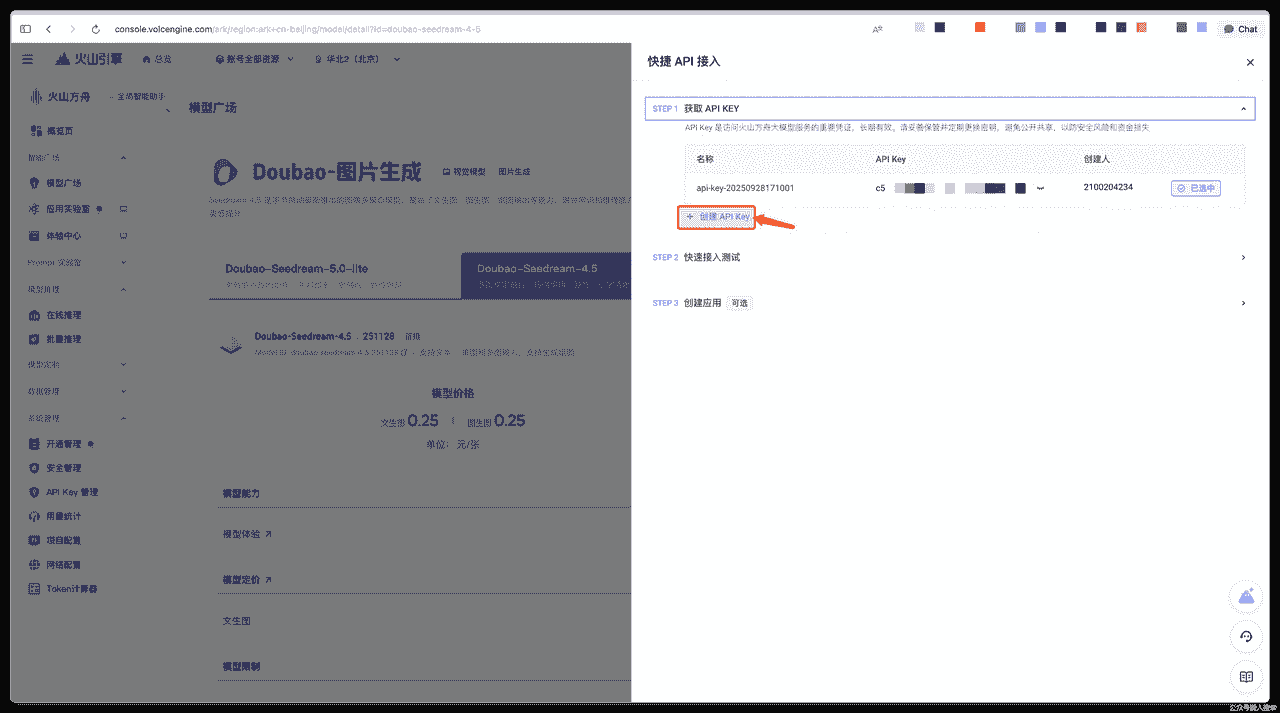 console.volcengine.com/ark/region:ark+cn-beijing/model/detail?Id=doubao-seedream-4-5
Chat
火山引擎
总览
账号全部资源
华北2（北京）
火山方舟
模型广场
概览页
模型广场
应用实验室
体验中心
在线推理
批量推理
开通管理
安全管理
API Key 管理
用量统计
项目配置
网络配置
Token计算器
Doubao-图片生成
视觉模型
图片生成
Doubao-Seedream-5.0-lite
Doubao-Seedream-4.5
Doubao-Seedream-4.5
251128
模型价格
文生图 0.25
图生图 0.25
单位：元/张
模型能力
模型体验
模型定价
文生图
模型限制
快捷 API 接入
STEP 1 获取 API KEY
API Key 是访问火山方舟大模型服务的重要凭证，长期有效。请妥善保管并定期更换密钥，避免公开共享，以防安全风险和资金损失
名称
API Key
创建人
api-key-20250928171001
c5
2100204234
已选中
+ 创建 API Key
STEP 2 快速接入测试
STEP 3 创建应用 可选